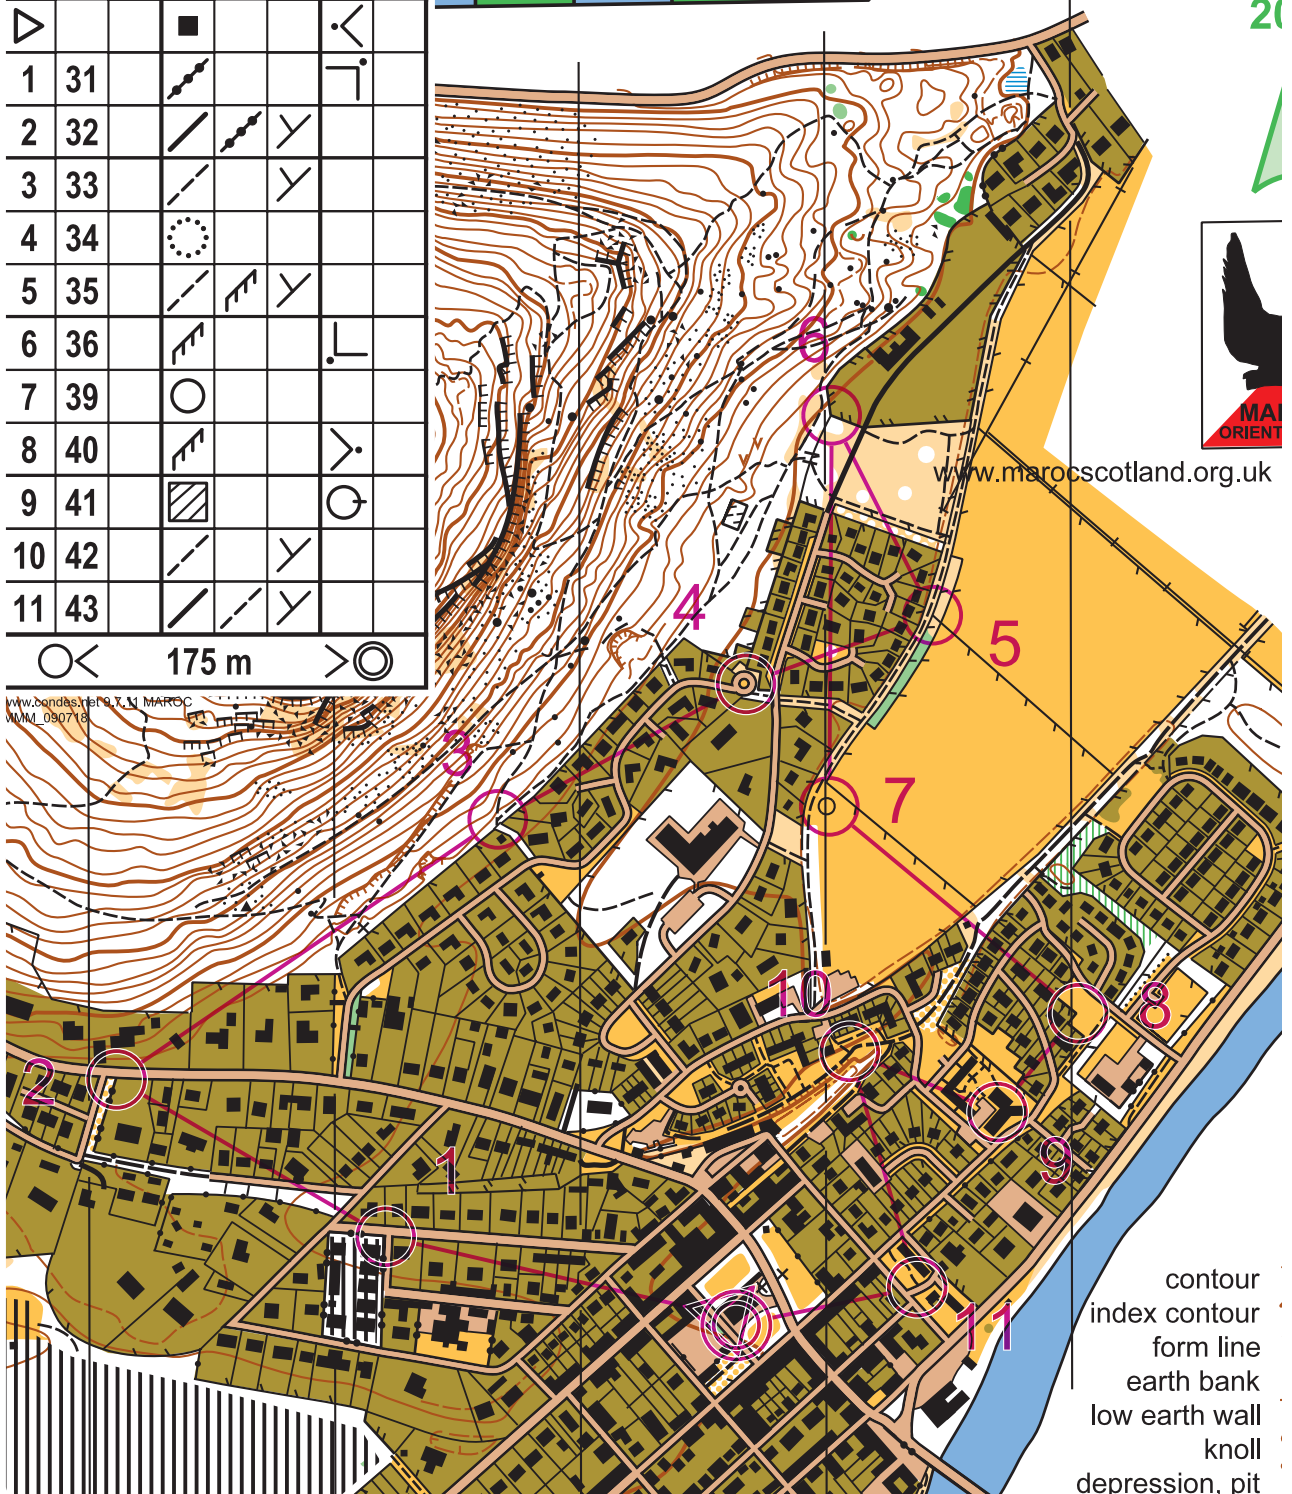 20
1 31
2 32
3 33
4 34
5 35
6 36
7 39
8 40
9 41
10 42
11 43
175 m
www.condes.net 9.7.11 MAROC
MM_090718
6
MAR
ORIENT
www.marocscotland.org.uk
4
5
3
7
10
8
2
9
1
11
contour
index contour
form line
earth bank
low earth wall
knoll
depression, pit